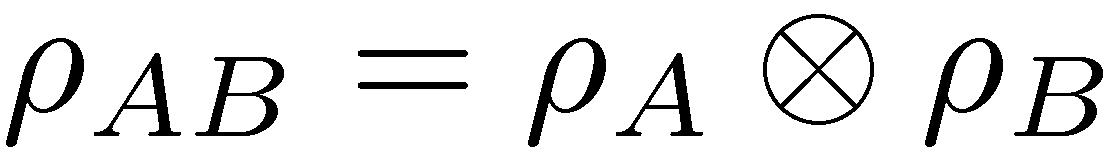 ρ_{AB} = ρ_A ⊗ ρ_B